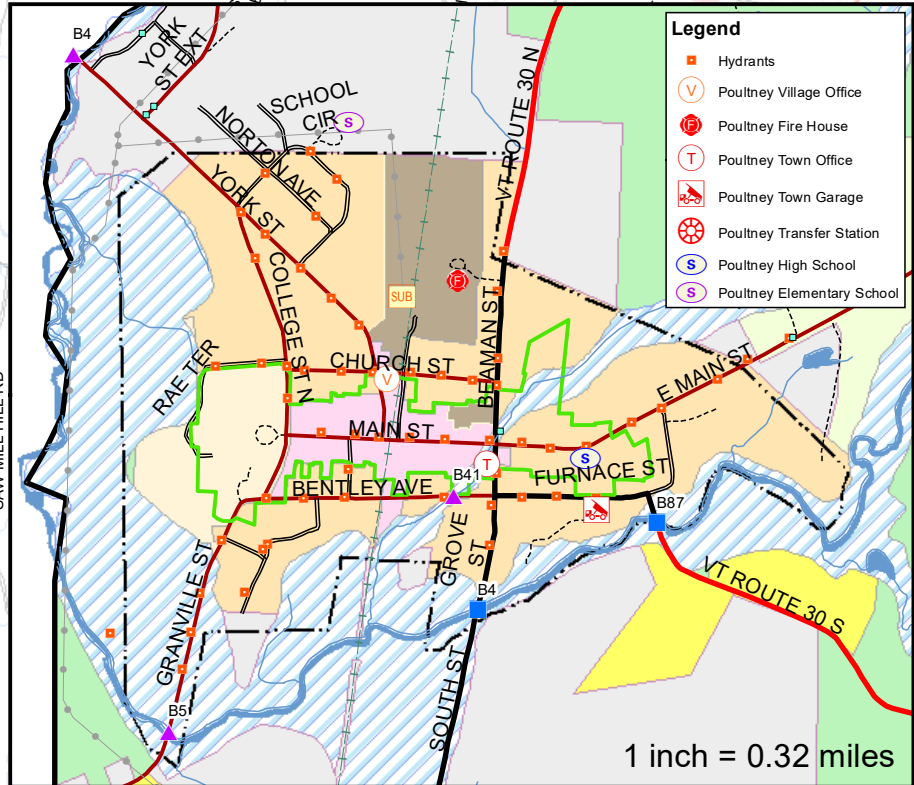 B4
YORK
ST EXT
SCHOOL
CIR
S
NORTON AVE
YORK ST
VT ROUTE 30 N
COLLEGE ST N
SUB
F
BEAMAN ST
CHURCH ST
V
RAE TER
E MAIN ST
MAIN ST
S
T
FURNACE ST
B41
BENTLEY AVE
B87
GROVE
ST
B4
VT ROUTE 30 S
GRANVILLE ST
SOUTH ST
B5
Legend
Hydrants
V Poultney Village Office
F Poultney Fire House
T Poultney Town Office
Poultney Town Garage
Poultney Transfer Station
S Poultney High School
S Poultney Elementary School
1 inch = 0.32 miles